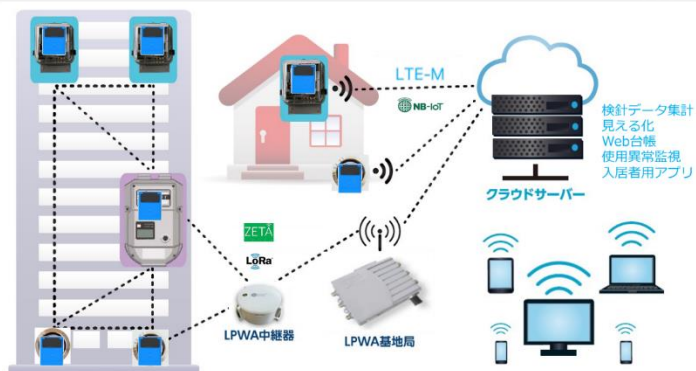 LTE-M
NB-IoT
検針データ集計
見える化
Web台帳
使用異常監視
入居者用アプリ
クラウドサーバー
ZETA
LoRa
LPWA中継器
LPWA基地局